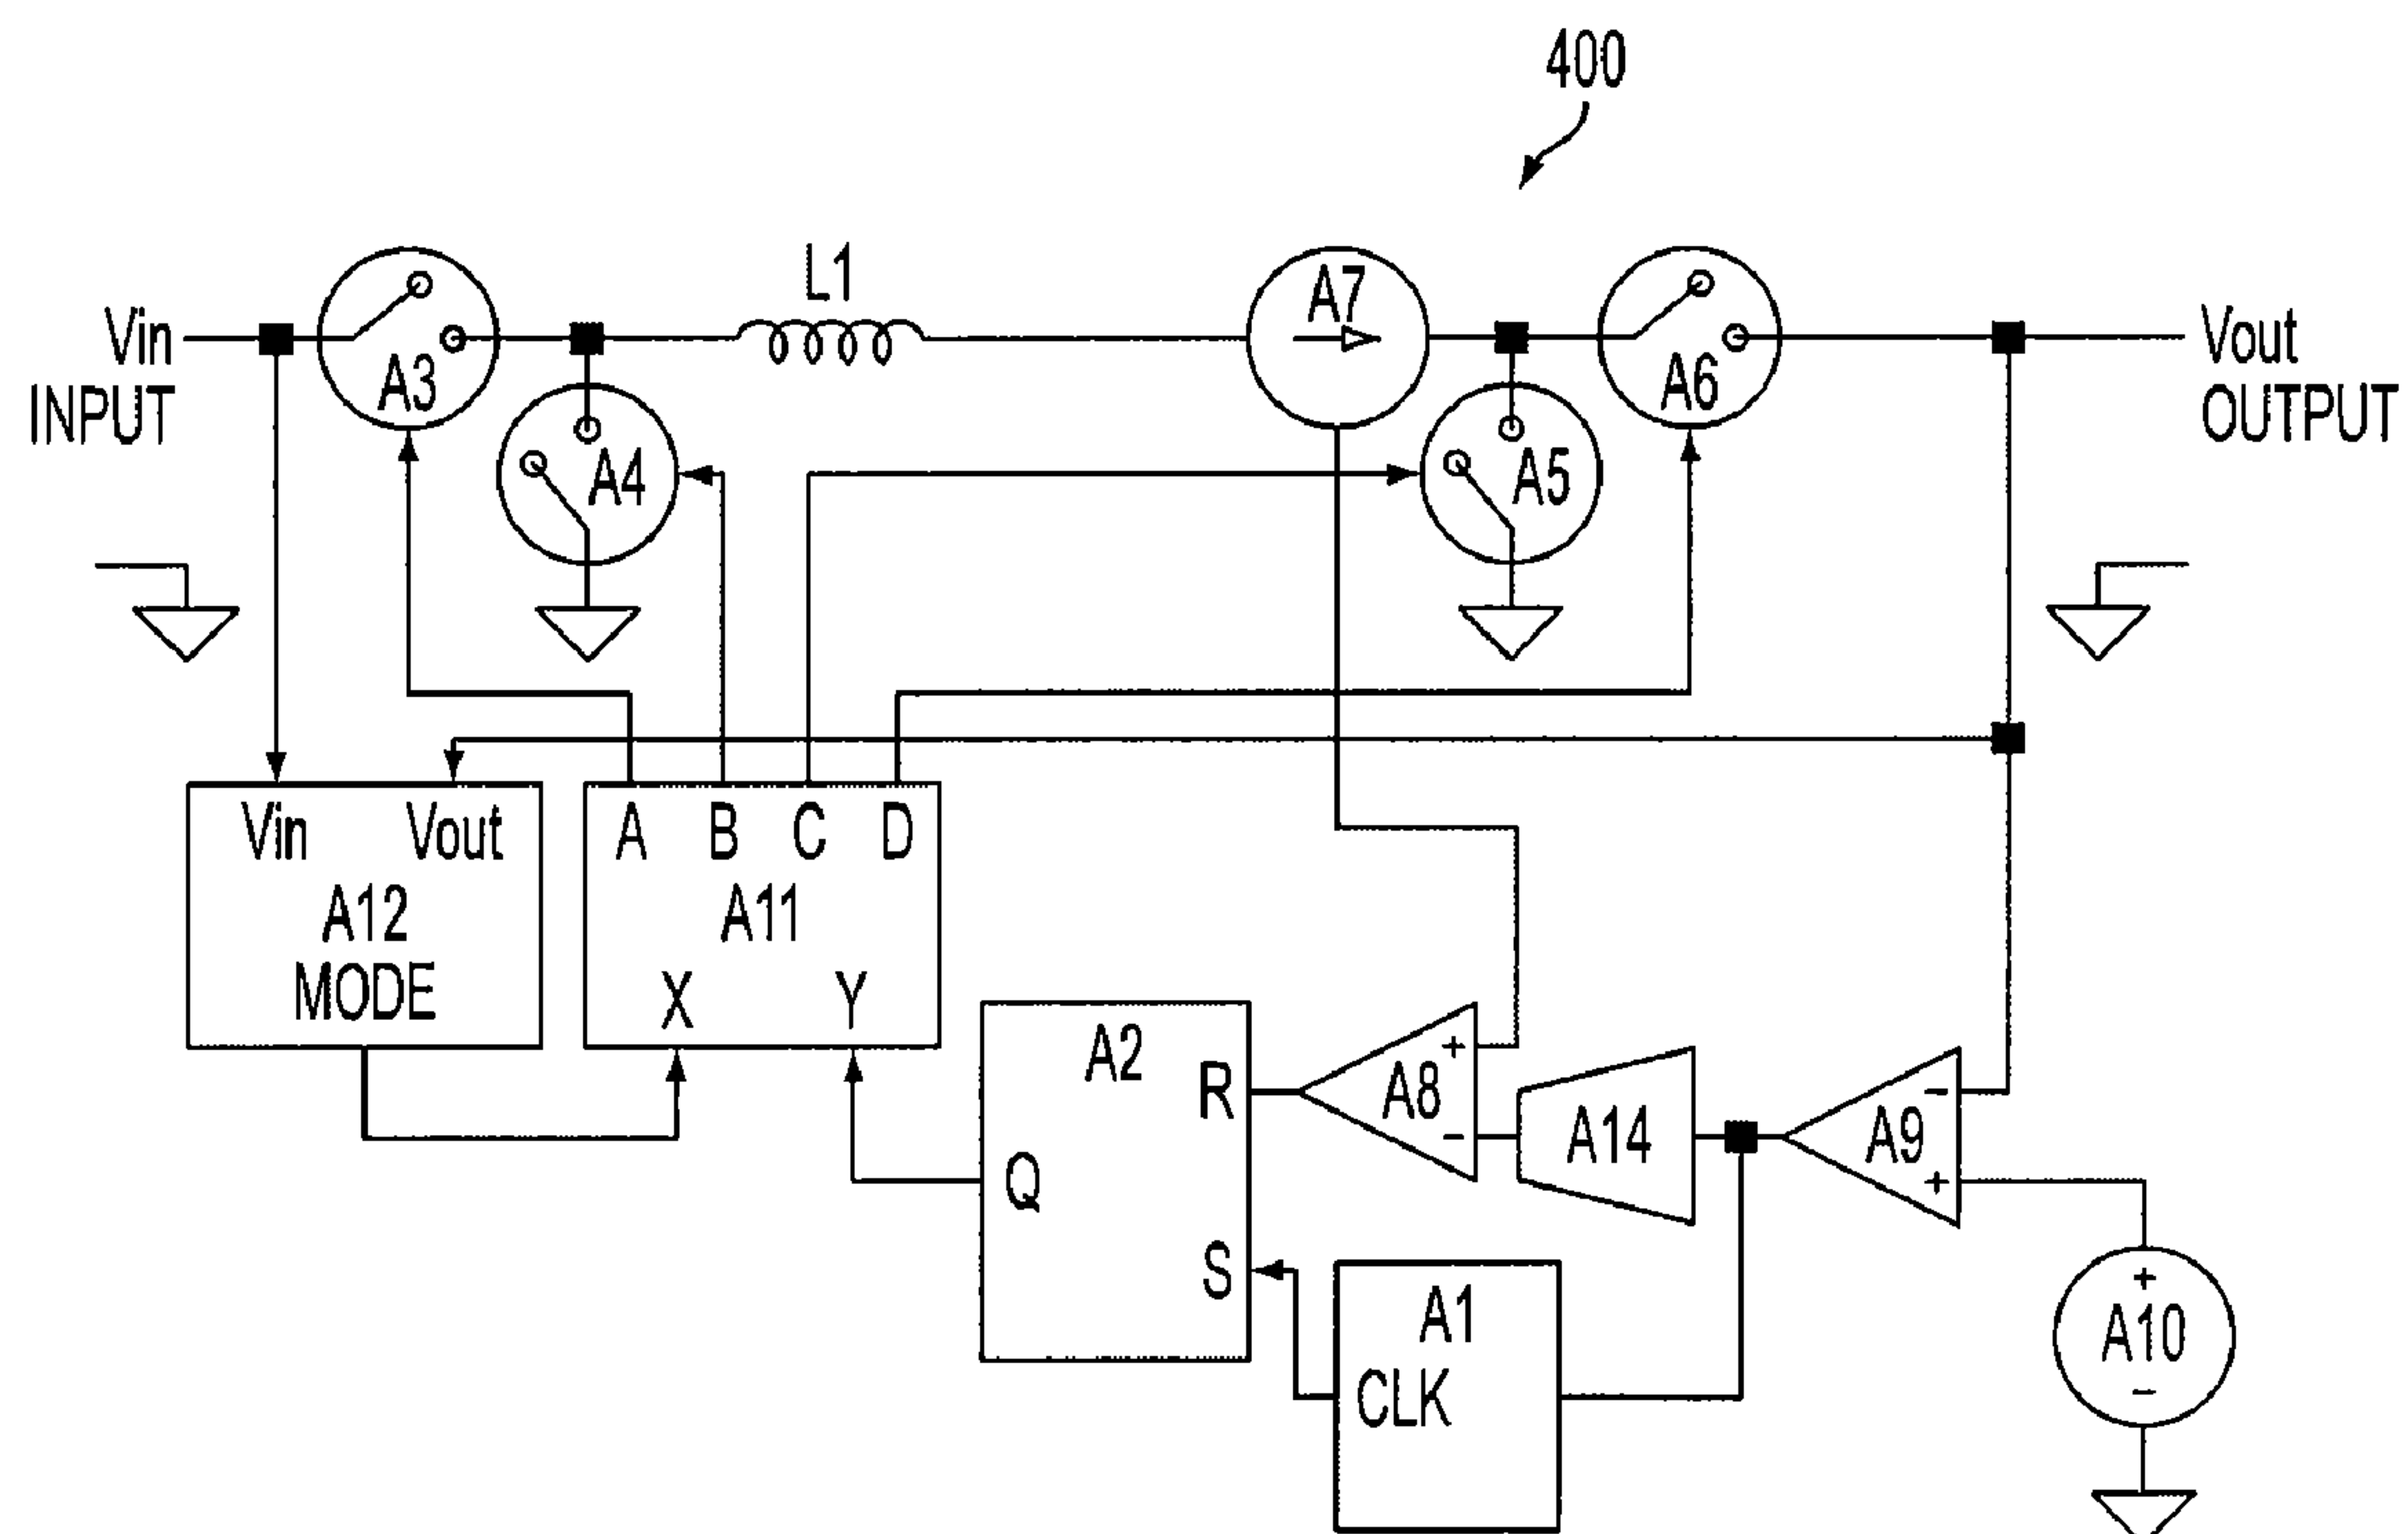 400
L1
A7
Vin
INPUT
A3
A6
Vout
OUTPUT
A4
A5
Vin Vout
A12
MODE
A B C D
A11
X Y
A2
R
Q
S
+
A8
-
A14
-
A9
+
A1
CLK
+
A10
-